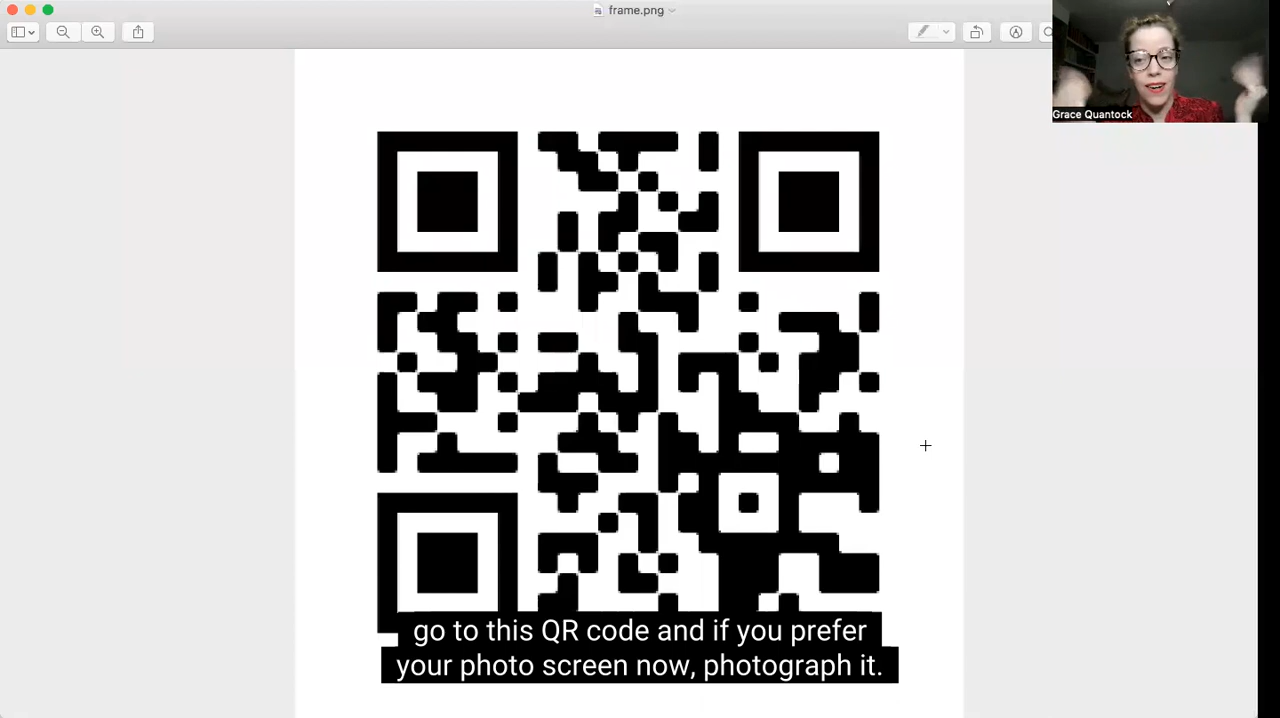 frame.png
Grace Quantock
go to this QR code and if you prefer
your photo screen now, photograph it.